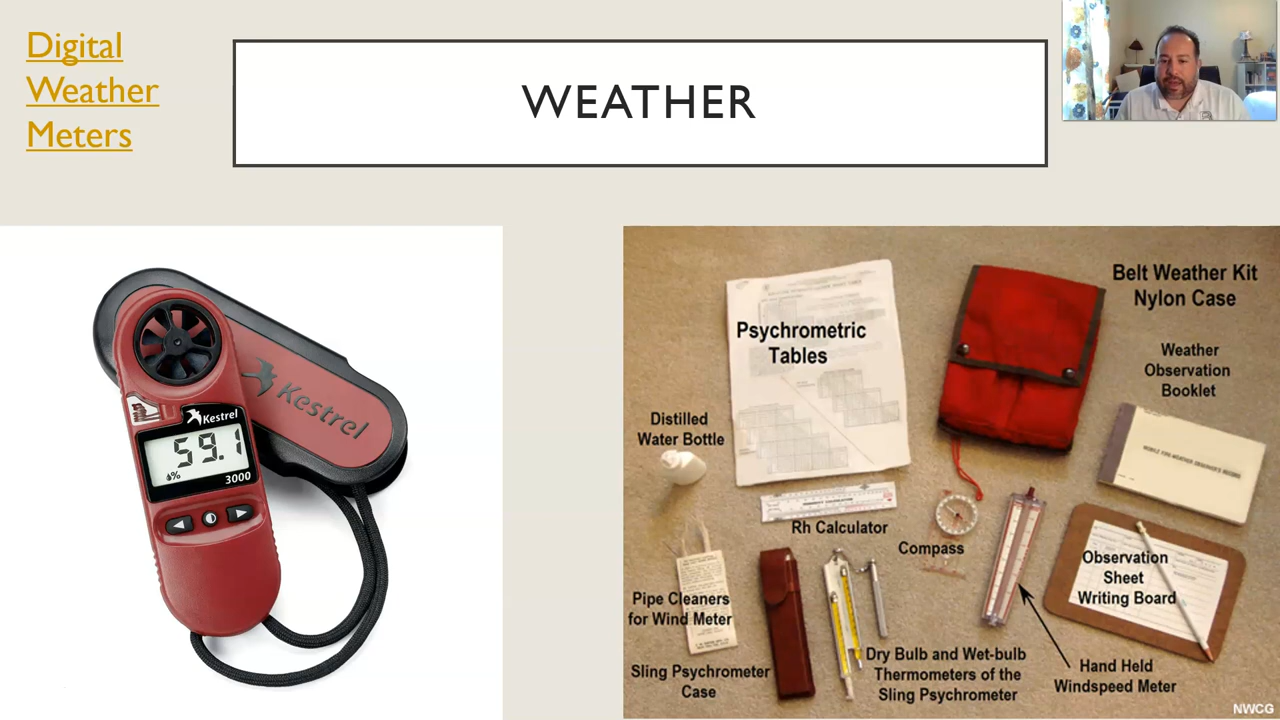 Digital
Weather
Meters
WEATHER
Kestrel
Kestrel
59.1
%
3000
Psychrometric
Tables
Belt Weather Kit
Nylon Case
Weather
Observation
Booklet
Distilled
Water Bottle
Rh Calculator
Compass
Observation
Sheet
Writing Board
Pipe Cleaners
for Wind Meter
Sling Psychrometer
Case
Dry Bulb and Wet-bulb
Thermometers of the
Sling Psychrometer
Hand Held
Windspeed Meter
NWCG